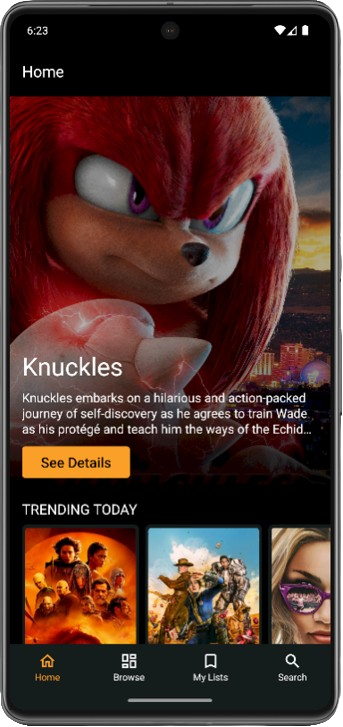 6:23
Home
Knuckles
Knuckles embarks on a hilarious and action-packed
journey of self-discovery as he agrees to train Wade
as his protégé and teach him the ways of the Echid...
See Details
TRENDING TODAY
Home
Browse
My Lists
Search